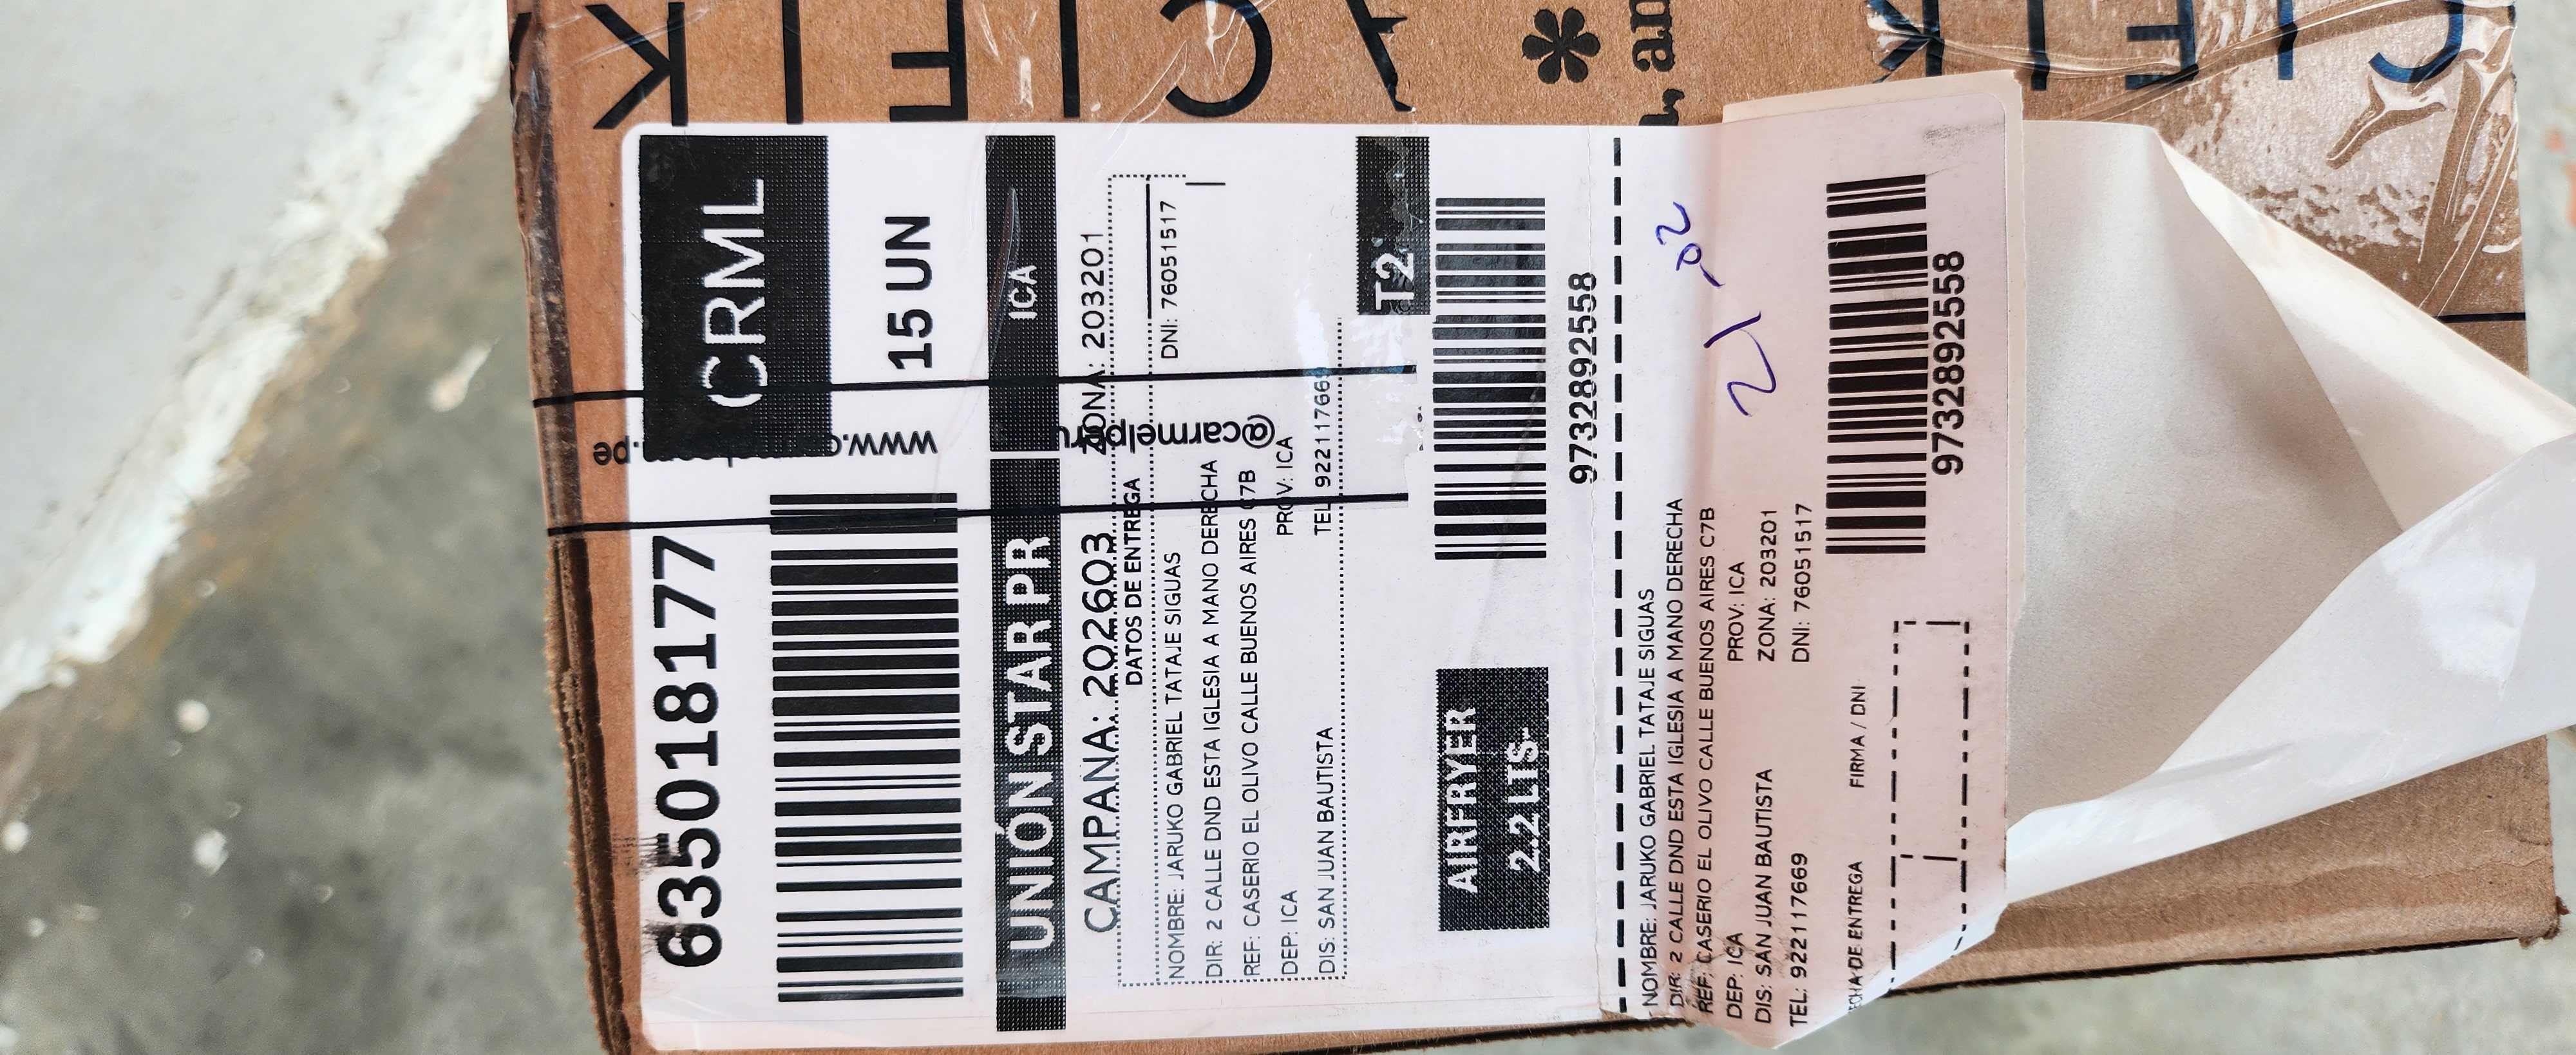 CRML
635018177
15 UN
www.
.pe
UNIÓN STAR PR ICA
CAMPANA: 202603 ZONA: 203201
@carmelperu
DATOS DE ENTREGA
NOMBRE: JARUKO GABRIEL TATAJE SIGUAS DNI: 76051517
DIR: 2 CALLE DND ESTA IGLESIA A MANO DERECHA
REF: CASERIO EL OLIVO CALLE BUENOS AIRES C7B
DEP: ICA PROV: ICA
DIS: SAN JUAN BAUTISTA TEL: 922117669
T2
AIRFRYER
2.2 LTS-
9732892558
NOMBRE: JARUKO GABRIEL TATAJE SIGUAS
DIR: 2 CALLE DND ESTA IGLESIA A MANO DERECHA
REF: CASERIO EL OLIVO CALLE BUENOS AIRES C7B
DEP: ICA PROV: ICA
DIS: SAN JUAN BAUTISTA ZONA: 203201
TEL: 922117669 DNI: 76051517
ECHA DE ENTREGA FIRMA / DNI
9732892558